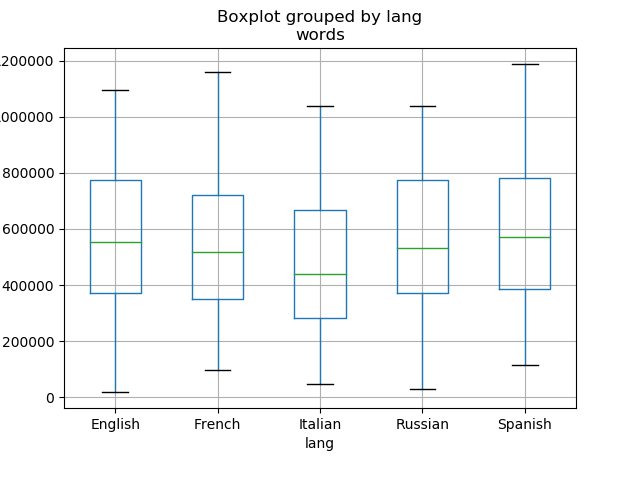 Boxplot grouped by lang
words
200000
000000
800000
600000
400000
200000
0
English French Italian Russian Spanish
lang